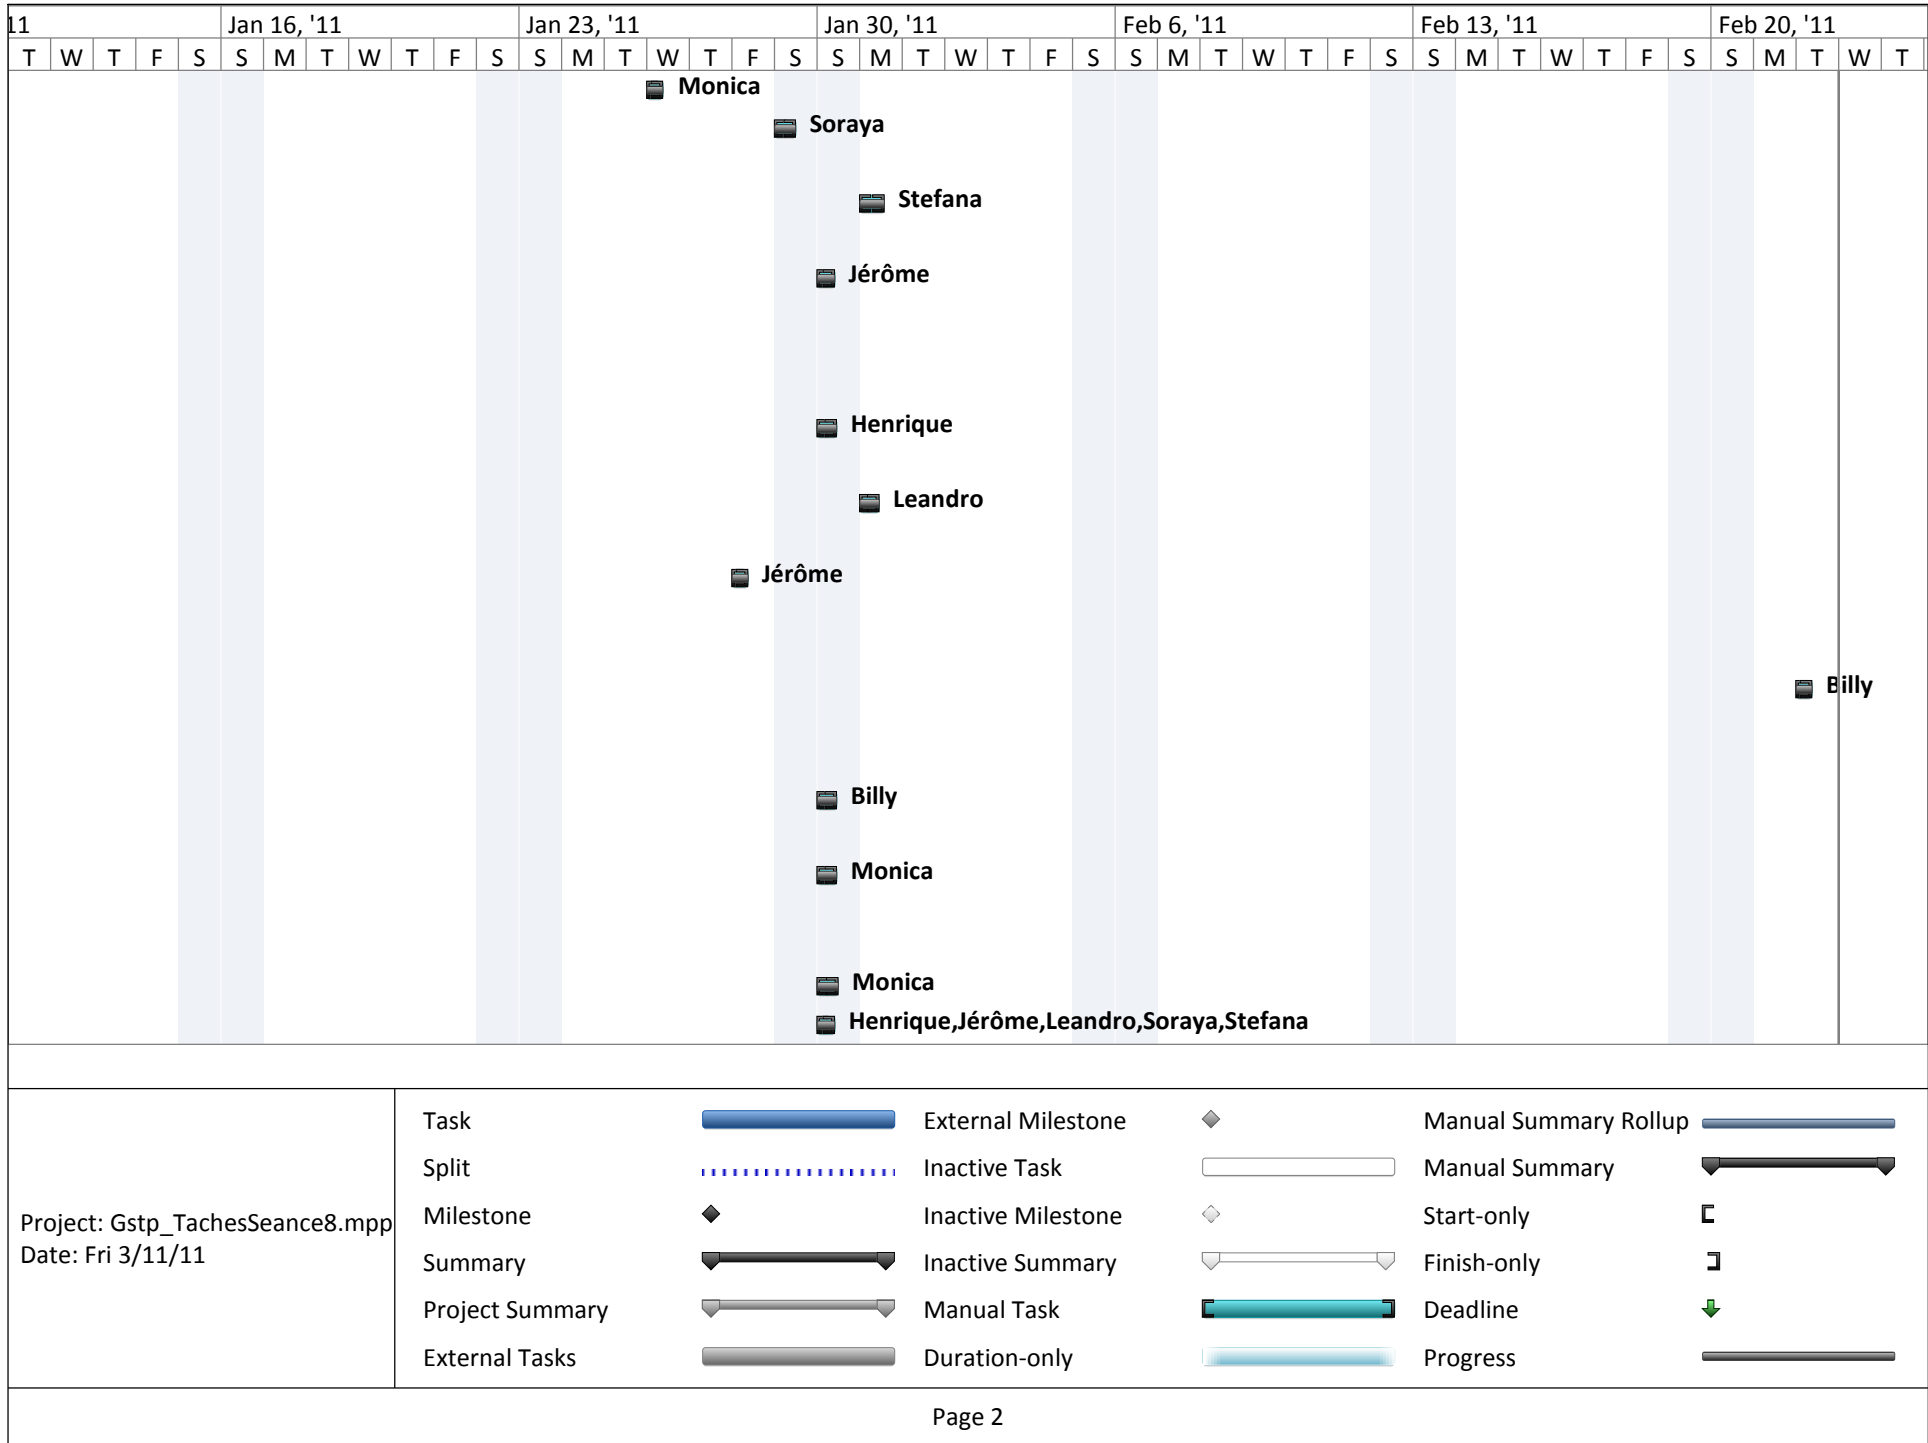 11 Jan 16, '11 Jan 23, '11 Jan 30, '11 Feb 6, '11 Feb 13, '11 Feb 20, '11
T W T F S S M T W T F S S M T W T F S S M T W T F S S M T W T F S S M T W T F S S M T W T
Monica
Soraya
Stefana
Jérôme
Henrique
Leandro
Jérôme
Billy
Billy
Monica
Monica
Henrique,Jérôme,Leandro,Soraya,Stefana
Project: Gstp_TachesSeance8.mpp
Date: Fri 3/11/11
Task
Split
Milestone
Summary
Project Summary
External Tasks
External Milestone
Inactive Task
Inactive Milestone
Inactive Summary
Manual Task
Duration-only
Manual Summary Rollup
Manual Summary
Start-only
Finish-only
Deadline
Progress
Page 2